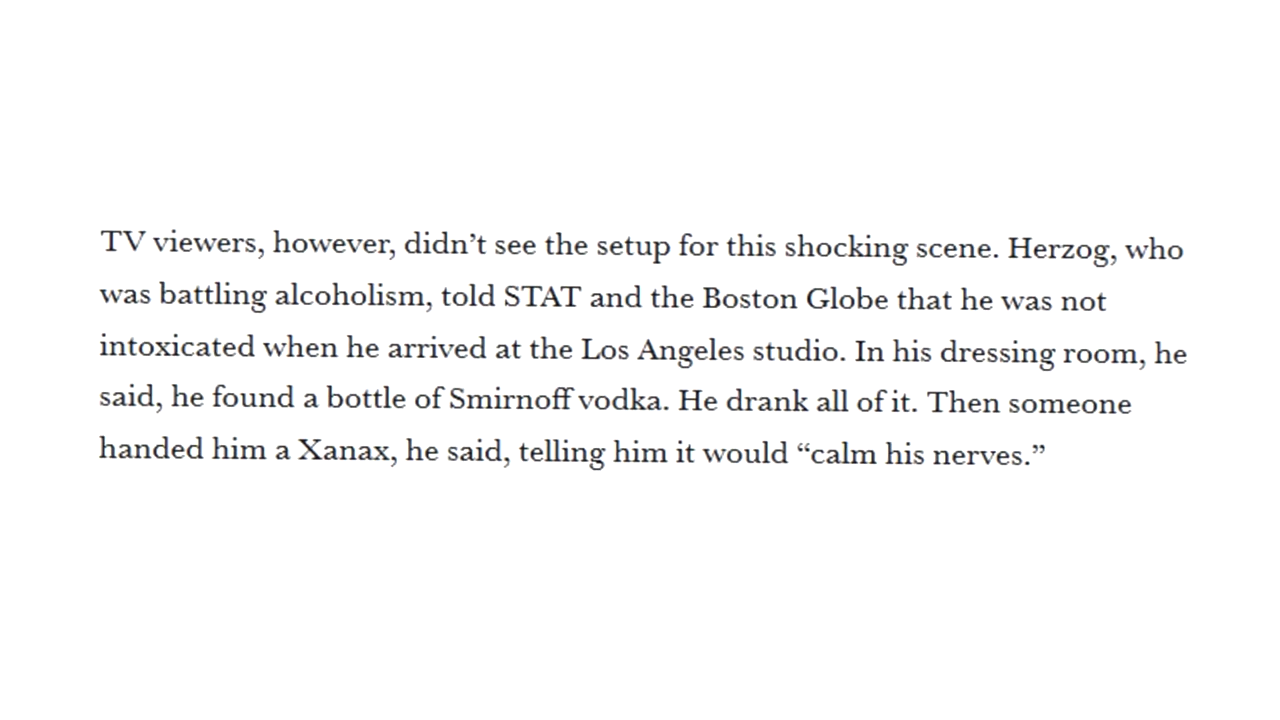 TV viewers, however, didn’t see the setup for this shocking scene. Herzog, who
was battling alcoholism, told STAT and the Boston Globe that he was not
intoxicated when he arrived at the Los Angeles studio. In his dressing room, he
said, he found a bottle of Smirnoff vodka. He drank all of it. Then someone
handed him a Xanax, he said, telling him it would “calm his nerves.”